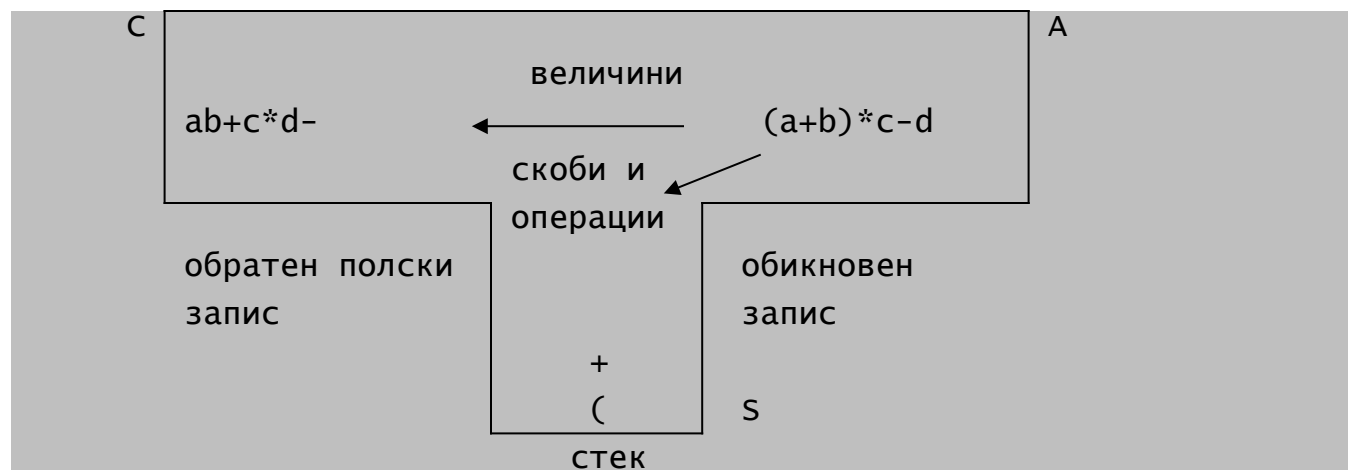 C A
величини
ab+c*d- (a+b)*c-d
скоби и
операции
обратен полски обикновен
запис запис
+
( S
стек